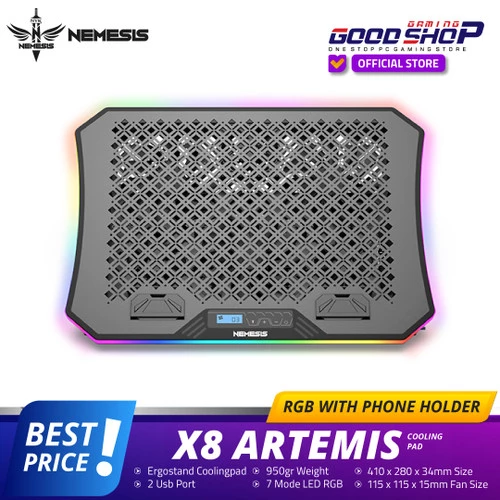 NEMESIS
NEMESIS
GAMING
GOODSHOP
ONE STOP PC GAMING STORE
OFFICIAL STORE
NEMESIS
RGB WITH PHONE HOLDER
BEST
PRICE!
X8 ARTEMIS
COOLING
PAD
Ergostand Coolingpad
950gr Weight
410 x 280 x 34mm Size
2 Usb Port
7 Mode LED RGB
115 x 115 x 15mm Fan Size